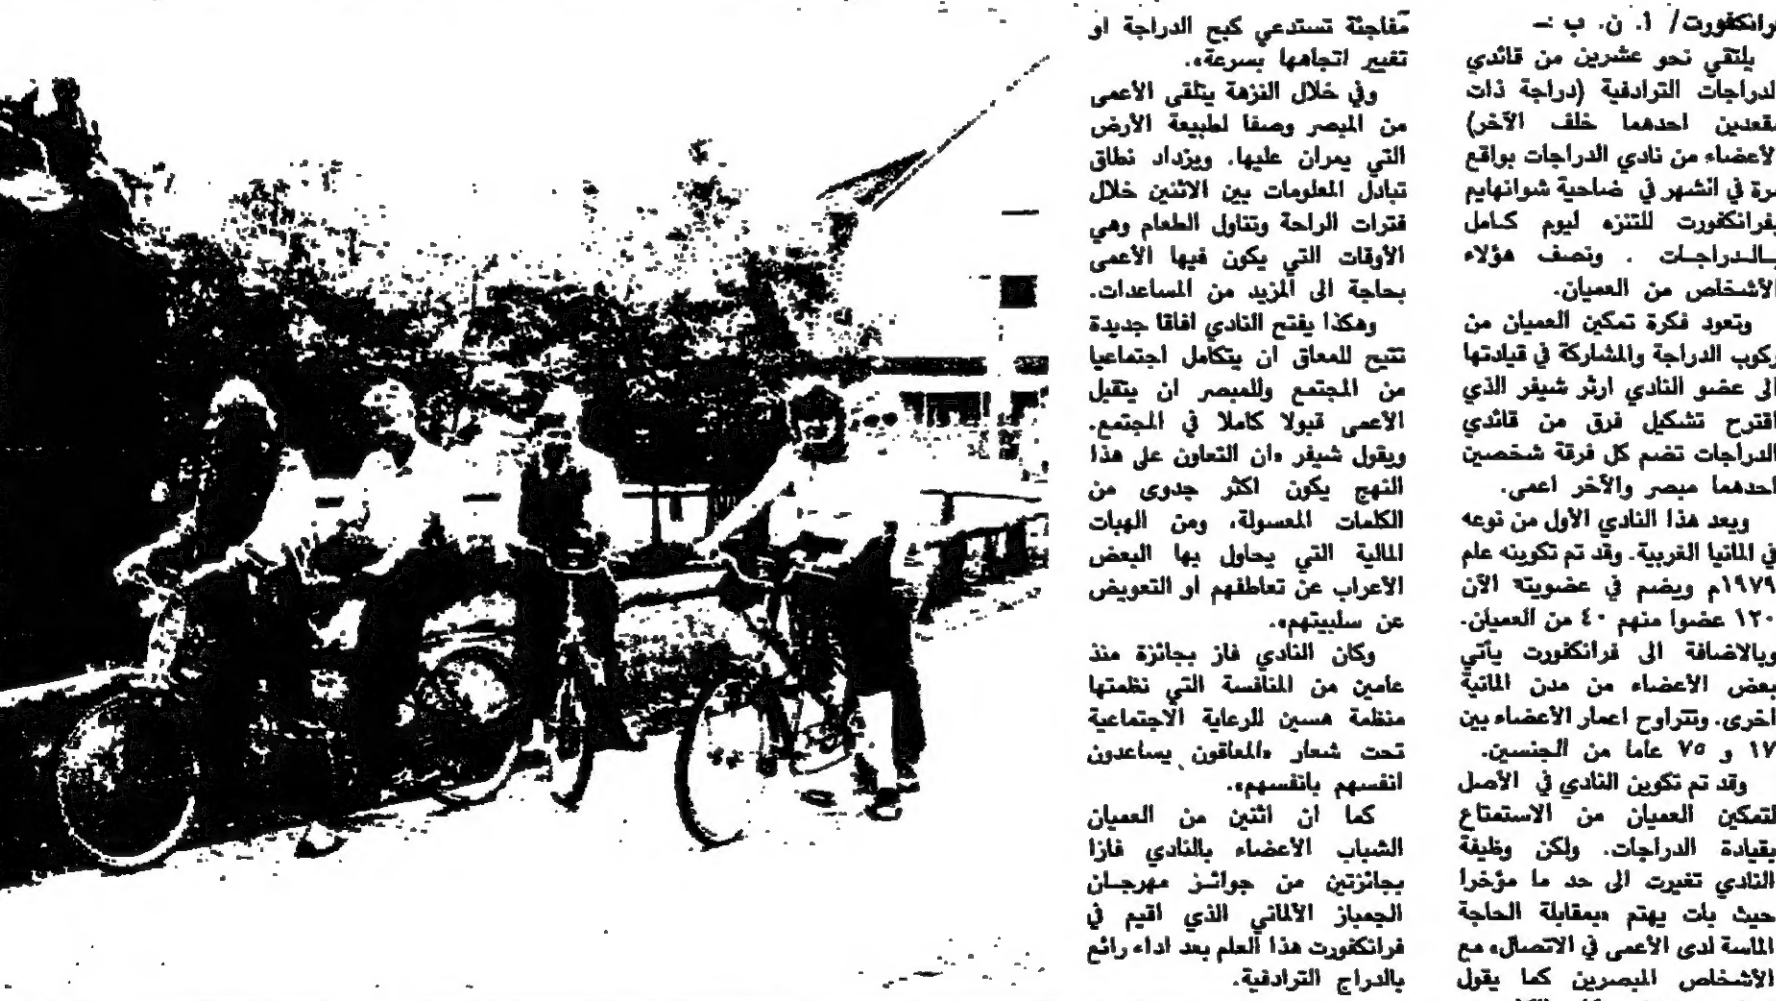 فرانكفورت/ ا. ن. ب :ـ
يلتقي نحو عشرين من قائدي
الدراجات الترادفية (دراجة ذات
مقعدين احدهما خلف الآخر)
الأعضاء من نادي الدراجات بواقع
مرة في الشهر في ضاحية شوانهايم
بفرانكفورت للتنزه ليوم كامل
بالدراجات . ونصف هؤلاء
الأشخاص من العميان.
وتعود فكرة تمكين العميان من
ركوب الدراجة والمشاركة في قيادتها
الى عضو النادي ارثر شيفر الذي
اقترح تشكيل فرق من قائدي
الدراجات تضم كل فرقة شخصين
احدهما مبصر والآخر اعمى.
ويعد هذا النادي الأول من نوعه
في المانيا الغربية. وقد تم تكوينه علم
١٩٧٩م ويضم في عضويته الآن
١٢٠ عضوا منهم ٤٠ من العميان.
وبالاضافة الى فرانكفورت يأتي
بعض الأعضاء من مدن المانية
اخرى. وتتراوح اعمار الأعضاء بين
١٧ و ٧٥ عاما من الجنسين.
وقد تم تكوين النادي في الأصل
لتمكين العميان من الاستمتاع
بقيادة الدراجات. ولكن وظيفة
النادي تغيرت الى حد ما مؤخرا
حيث بات يهتم «بمقابلة الحاجة
الماسة لدى الأعمى في الاتصال» مع
الأشخاص المبصرين كما يقول
مفاجئة تستدعي كبح الدراجة او
تغيير اتجاهها بسرعة».
وفي خلال النزهة يتلقى الأعمى
من المبصر وصفا لطبيعة الأرض
التي يمران عليها. ويزداد نطاق
تبادل المعلومات بين الاثنين خلال
فترات الراحة وتناول الطعام وهي
الأوقات التي يكون فيها الأعمى
بحاجة الى المزيد من المساعدات.
وهكذا يفتح النادي افاقا جديدة
تتيح للمعاق ان يتكامل اجتماعيا
من المجتمع وللمبصر ان يتقبل
الأعمى قبولا كاملا في المجتمع.
ويقول شيفر «ان التعاون على هذا
النهج يكون اكثر جدوى من
الكلمات المعسولة، ومن الهبات
المالية التي يحاول بها البعض
الأعراب عن تعاطفهم او التعويض
عن سلبيتهم».
وكان النادي فاز بجائزة منذ
عامين من المنافسة التي نظمتها
منظمة هسين للرعاية الاجتماعية
تحت شعار «المعاقون يساعدون
انفسهم بانفسهم».
كما ان اثنين من العميان
الشباب الأعضاء بالنادي فازا
بجائزتين من جوائز مهرجان
الجمباز الألماني الذي اقيم في
فرانكفورت هذا العلم بعد اداء رائع
بالدراج الترادفية.